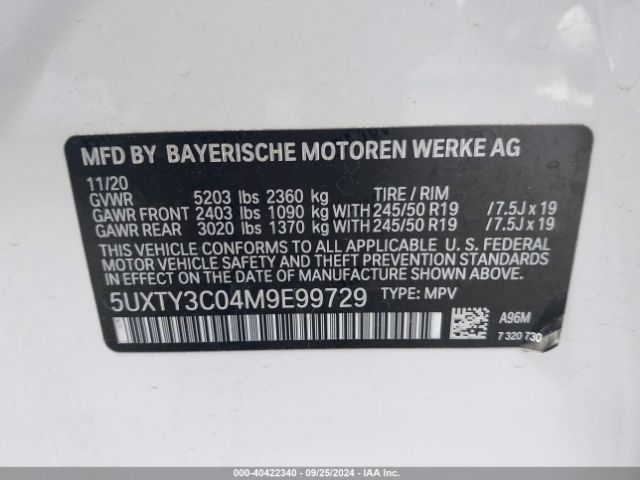 MFD BY BAYERISCHE MOTOREN WERKE AG
11/20
GVWR 5203 lbs 2360 kg TIRE / RIM
GAWR FRONT 2403 lbs 1090 kg WITH 245/50 R19 /7.5J x 19
GAWR REAR 3020 lbs 1370 kg WITH 245/50 R19 /7.5J x 19
THIS VEHICLE CONFORMS TO ALL APPLICABLE U. S. FEDERAL
MOTOR VEHICLE SAFETY AND THEFT PREVENTION STANDARDS
IN EFFECT ON THE DATE OF MANUFACTURE SHOWN ABOVE.
5UXTY3C04M9E99729 TYPE: MPV
A96M
7 320 730
© - 40422340 - 09/25/2024 - IAA Inc.